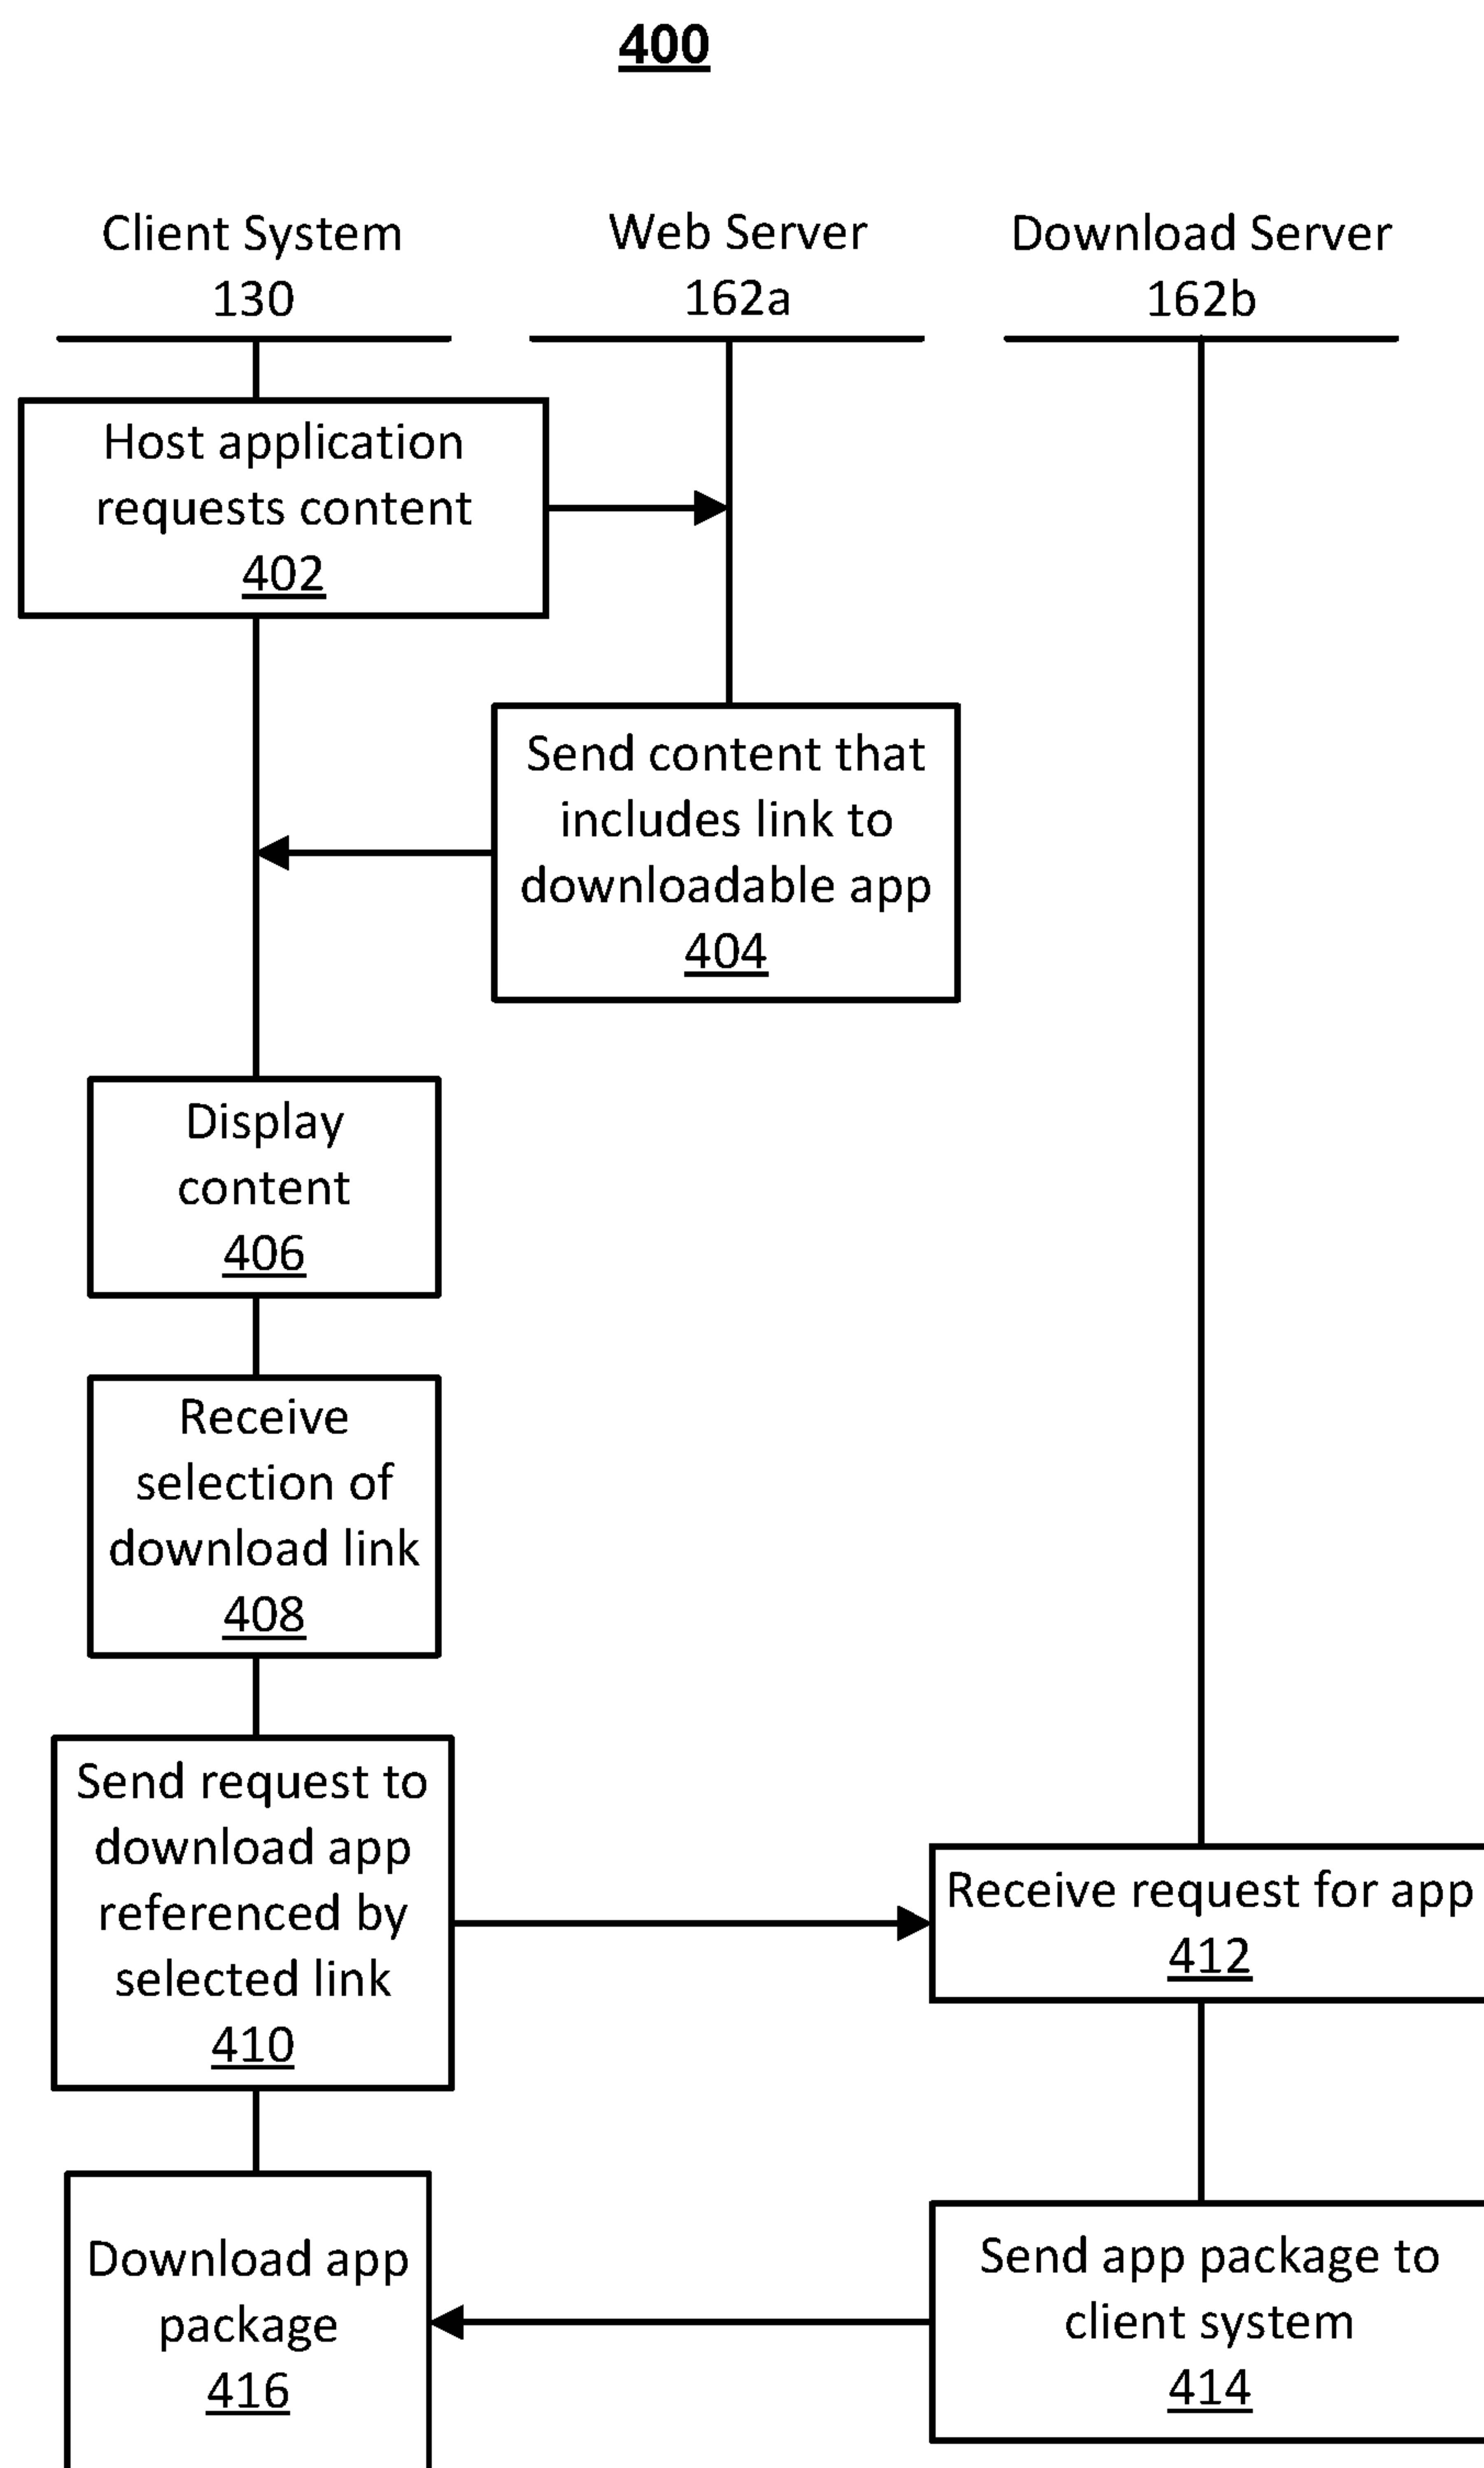 400
Client System
130
Web Server
162a
Download Server
162b
Host application
requests content
402
Send content that
includes link to
downloadable app
404
Display
content
406
Receive
selection of
download link
408
Send request to
download app
referenced by
selected link
410
Receive request for app
412
Send app package to
client system
414
Download app
package
416